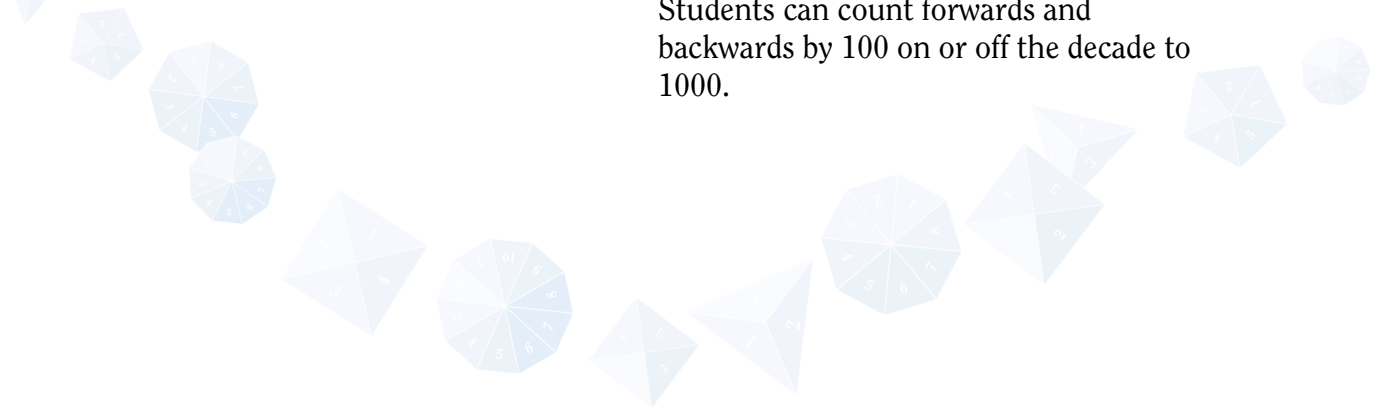 Students can count forwards and
backwards by 100 on or off the decade to
1000.